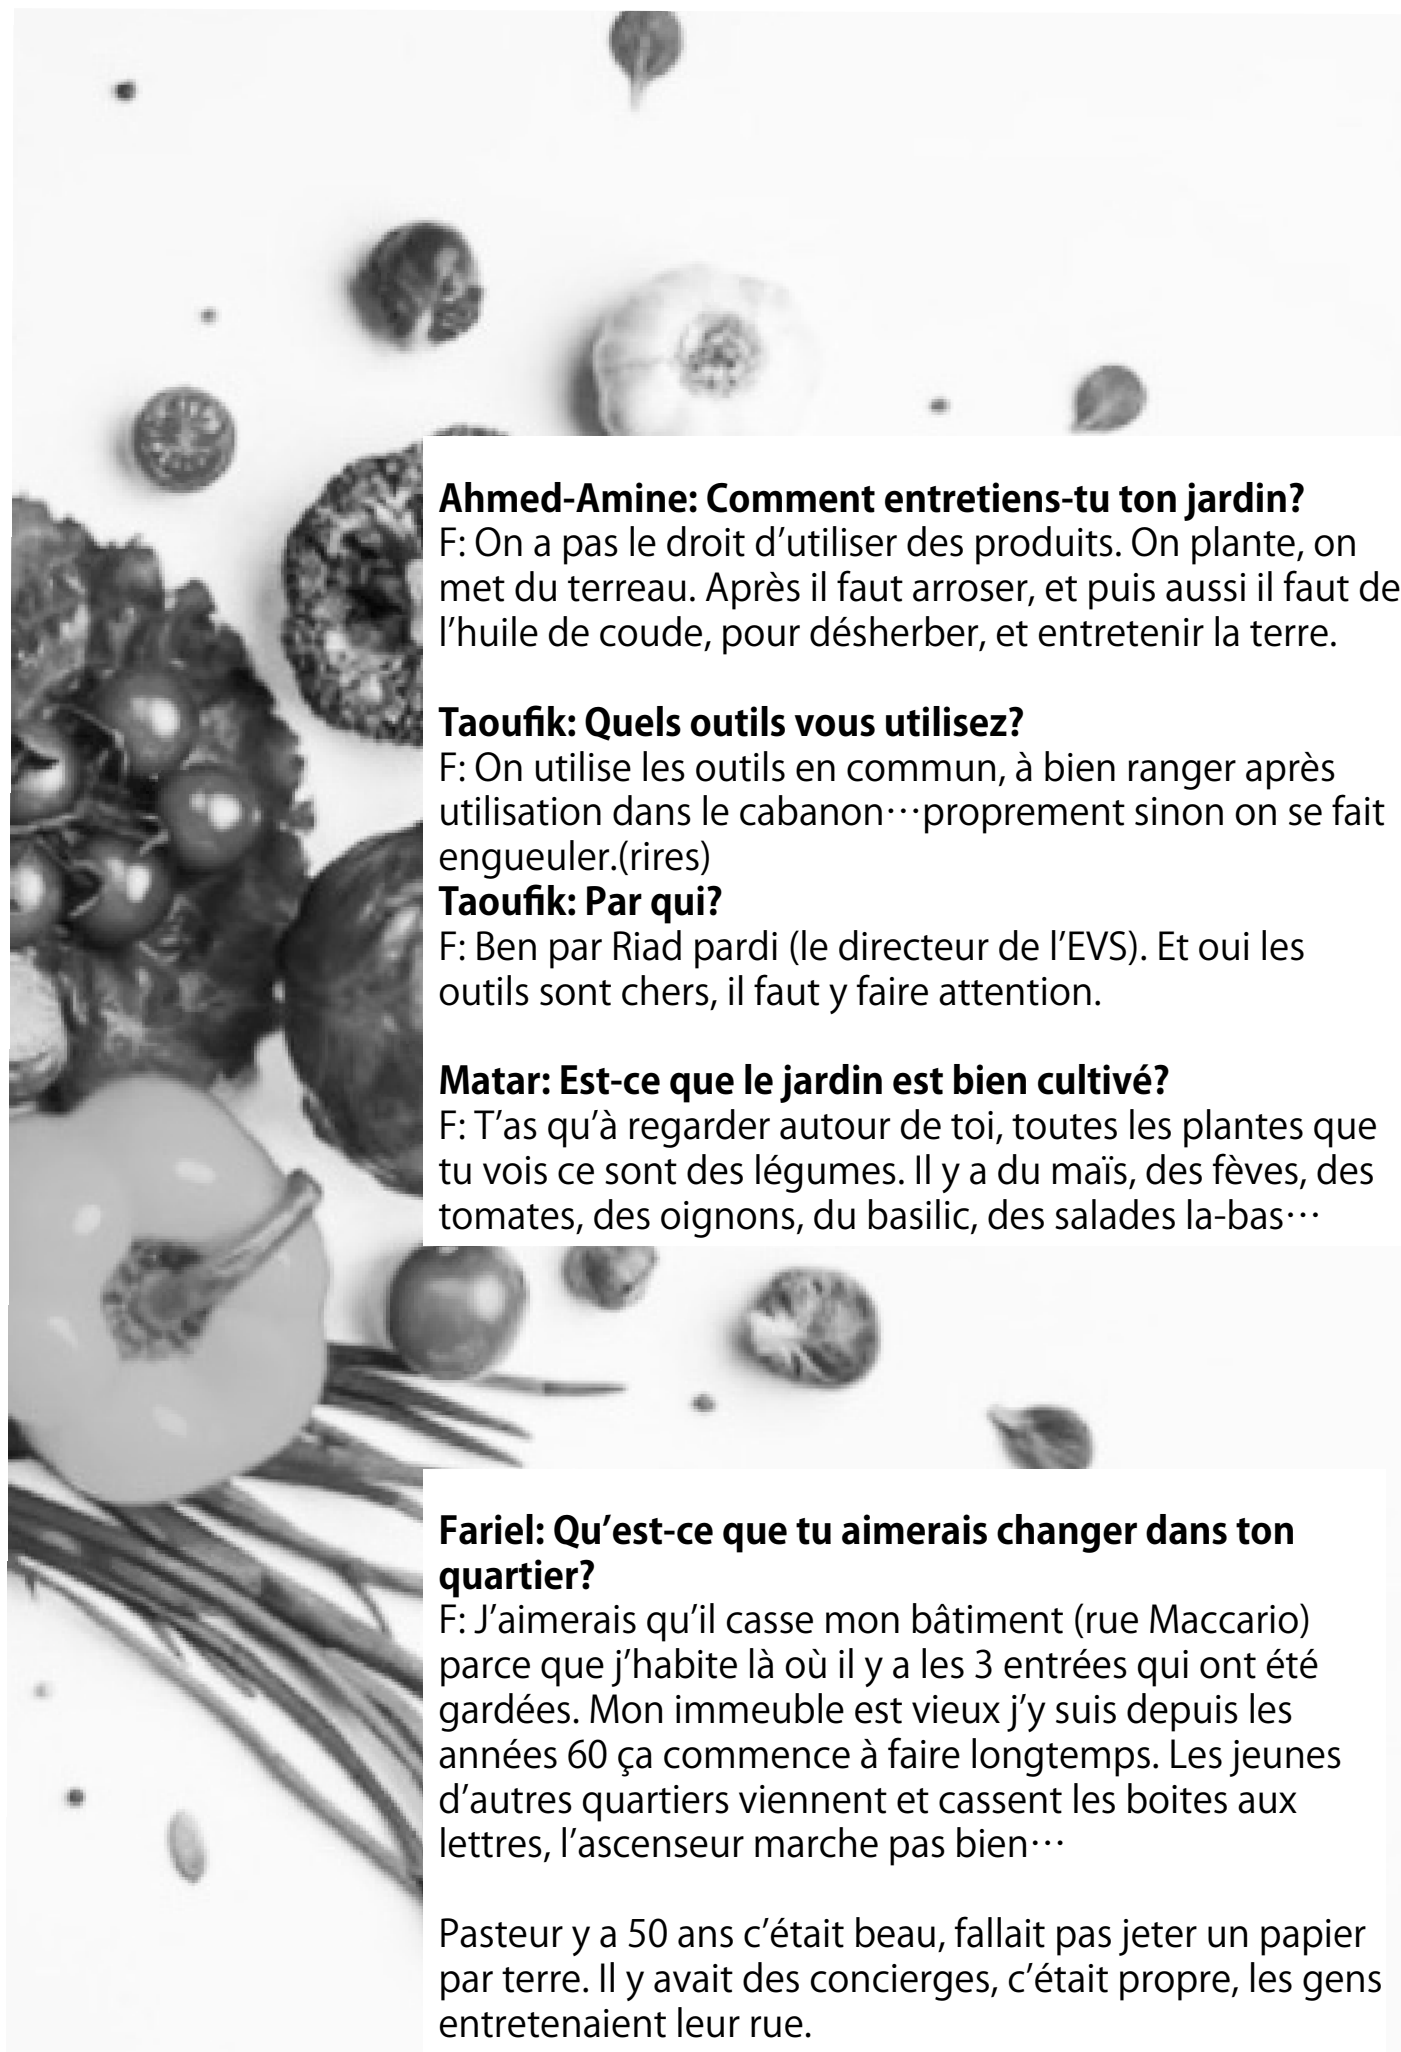 Ahmed-Amine: Comment entretiens-tu ton jardin?
F: On a pas le droit d’utiliser des produits. On plante, on
met du terreau. Après il faut arroser, et puis aussi il faut de
l’huile de coude, pour désherber, et entretenir la terre.
Taoufik: Quels outils vous utilisez?
F: On utilise les outils en commun, à bien ranger après
utilisation dans le cabanon…proprement sinon on se fait
engueuler.(rires)
Taoufik: Par qui?
F: Ben par Riad pardi (le directeur de l’EVS). Et oui les
outils sont chers, il faut y faire attention.
Matar: Est-ce que le jardin est bien cultivé?
F: T’as qu’à regarder autour de toi, toutes les plantes que
tu vois ce sont des légumes. Il y a du maïs, des fèves, des
tomates, des oignons, du basilic, des salades la-bas…
Fariel: Qu’est-ce que tu aimerais changer dans ton
quartier?
F: J’aimerais qu’il casse mon bâtiment (rue Maccario)
parce que j’habite là où il y a les 3 entrées qui ont été
gardées. Mon immeuble est vieux j’y suis depuis les
années 60 ça commence à faire longtemps. Les jeunes
d’autres quartiers viennent et cassent les boites aux
lettres, l’ascenseur marche pas bien…
Pasteur y a 50 ans c’était beau, fallait pas jeter un papier
par terre. Il y avait des concierges, c’était propre, les gens
entretenaient leur rue.